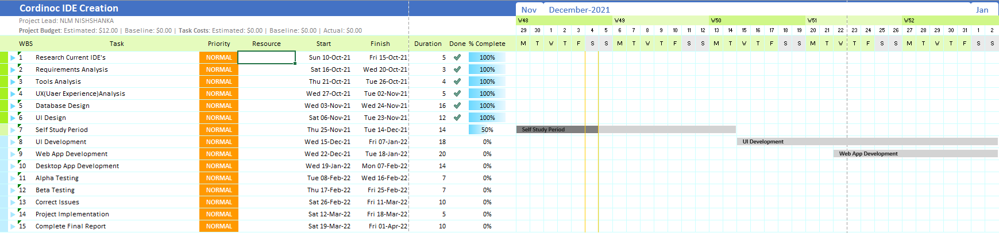 Cordinoc IDE Creation Nov December-2021 Jan
Project Lead: NLM NISHSHANKA W48 W49 W50 W51 W52
Project Budget: Estimated: $12.00 | Baseline: $0.00 | Task Costs: Estimated: $0.00 | Baseline: $0.00 | Actual: $0.00 29 30 1 2 3 4 5 6 7 8 9 10 11 12 13 14 15 16 17 18 19 20 21 22 23 24 25 26 27 28 29 30 31 1 2
WBS Task Priority Resource Start Finish Duration Done % Complete M T W T F S S M T W T F S S M T W T F S S M T W T F S S M T W T F S S
1 Research Current IDE's NORMAL Sun 10-Oct-21 Fri 15-Oct-21 5 100%
2 Requirements Analysis NORMAL Sat 16-Oct-21 Wed 20-Oct-21 3 100%
3 Tools Analysis NORMAL Thu 21-Oct-21 Tue 26-Oct-21 4 100%
4 UX(Uaer Experience)Analysis NORMAL Wed 27-Oct-21 Tue 02-Nov-21 5 100%
5 Database Design NORMAL Wed 03-Nov-21 Wed 24-Nov-21 16 100%
6 UI Design NORMAL Sat 06-Nov-21 Tue 23-Nov-21 12 100%
7 Self Study Period NORMAL Thu 25-Nov-21 Tue 14-Dec-21 14 50% Self Study Period
8 UI Development NORMAL Wed 15-Dec-21 Fri 07-Jan-22 18 0% UI Development
9 Web App Development NORMAL Wed 22-Dec-21 Tue 18-Jan-22 20 0% Web App Development
10 Desktop App Development NORMAL Wed 19-Jan-22 Mon 07-Feb-22 14 0%
11 Alpha Testing NORMAL Tue 08-Feb-22 Wed 16-Feb-22 7 0%
12 Beta Testing NORMAL Thu 17-Feb-22 Fri 25-Feb-22 7 0%
13 Correct Issues NORMAL Sat 26-Feb-22 Fri 11-Mar-22 10 0%
14 Project Implementation NORMAL Sat 12-Mar-22 Fri 18-Mar-22 5 0%
15 Complete Final Report NORMAL Sat 19-Mar-22 Fri 01-Apr-22 10 0%